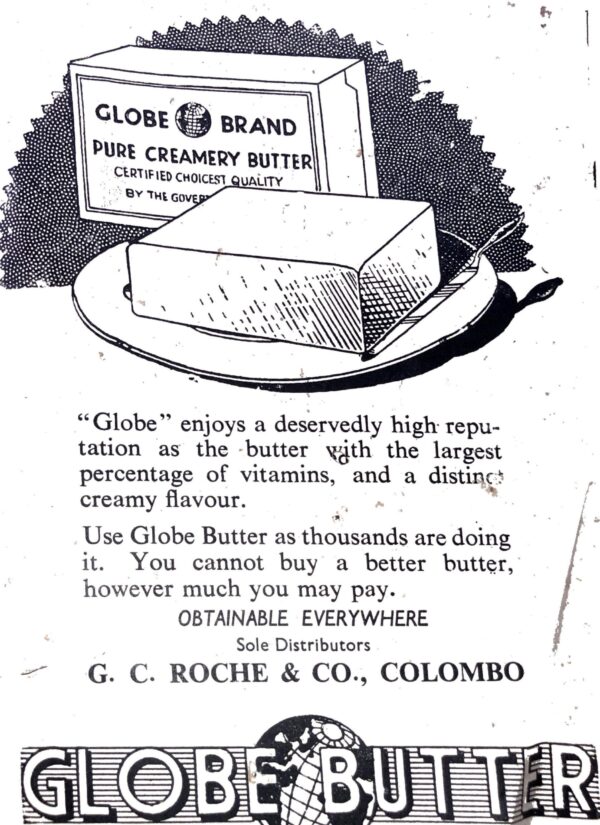 GLOBE BRAND
PURE CREAMERY BUTTER
CERTIFIED CHOICEST QUALITY
BY THE GOVER
"Globe" enjoys a deservedly high repu-
tation as the butter with the largest
percentage of vitamins, and a distinct
creamy flavour.
Use Globe Butter as thousands are doing
it. You cannot buy a better butter,
however much you may pay.
OBTAINABLE EVERYWHERE
Sole Distributors
G. C. ROCHE & CO., COLOMBO
GLOBE BUTTER